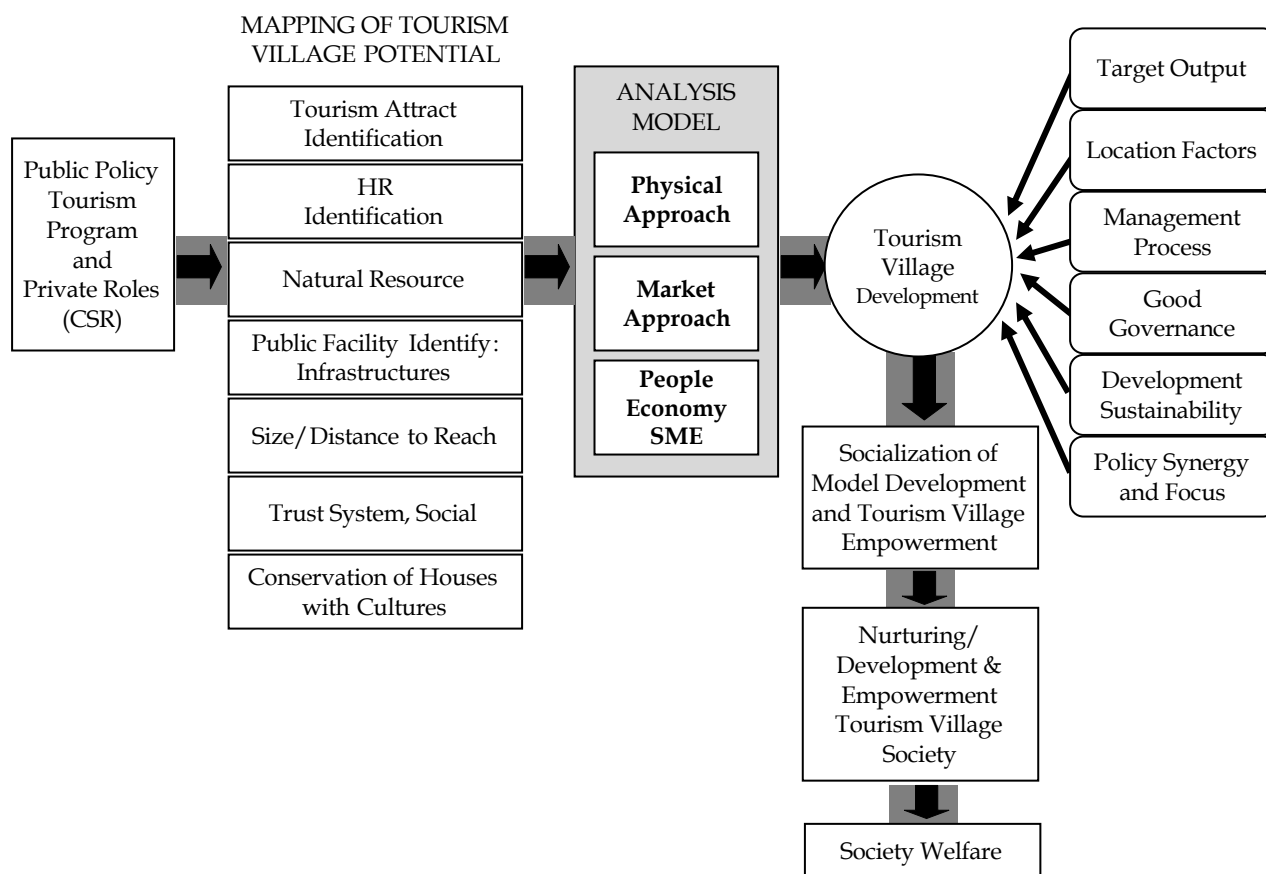 MAPPING OF TOURISM
VILLAGE POTENTIAL
Public Policy
Tourism
Program
and
Private Roles
(CSR)
Tourism Attract
Identification
HR
Identification
Natural Resource
Public Facility Identify:
Infrastructures
Size/Distance to Reach
Trust System, Social
Conservation of Houses
with Cultures
ANALYSIS
MODEL
Physical
Approach
Market
Approach
People
Economy
SME
Tourism
Village
Development
Target Output
Location Factors
Management
Process
Good
Governance
Development
Sustainability
Policy Synergy
and Focus
Socialization of
Model Development
and Tourism Village
Empowerment
Nurturing/
Development &
Empowerment
Tourism Village
Society
Society Welfare